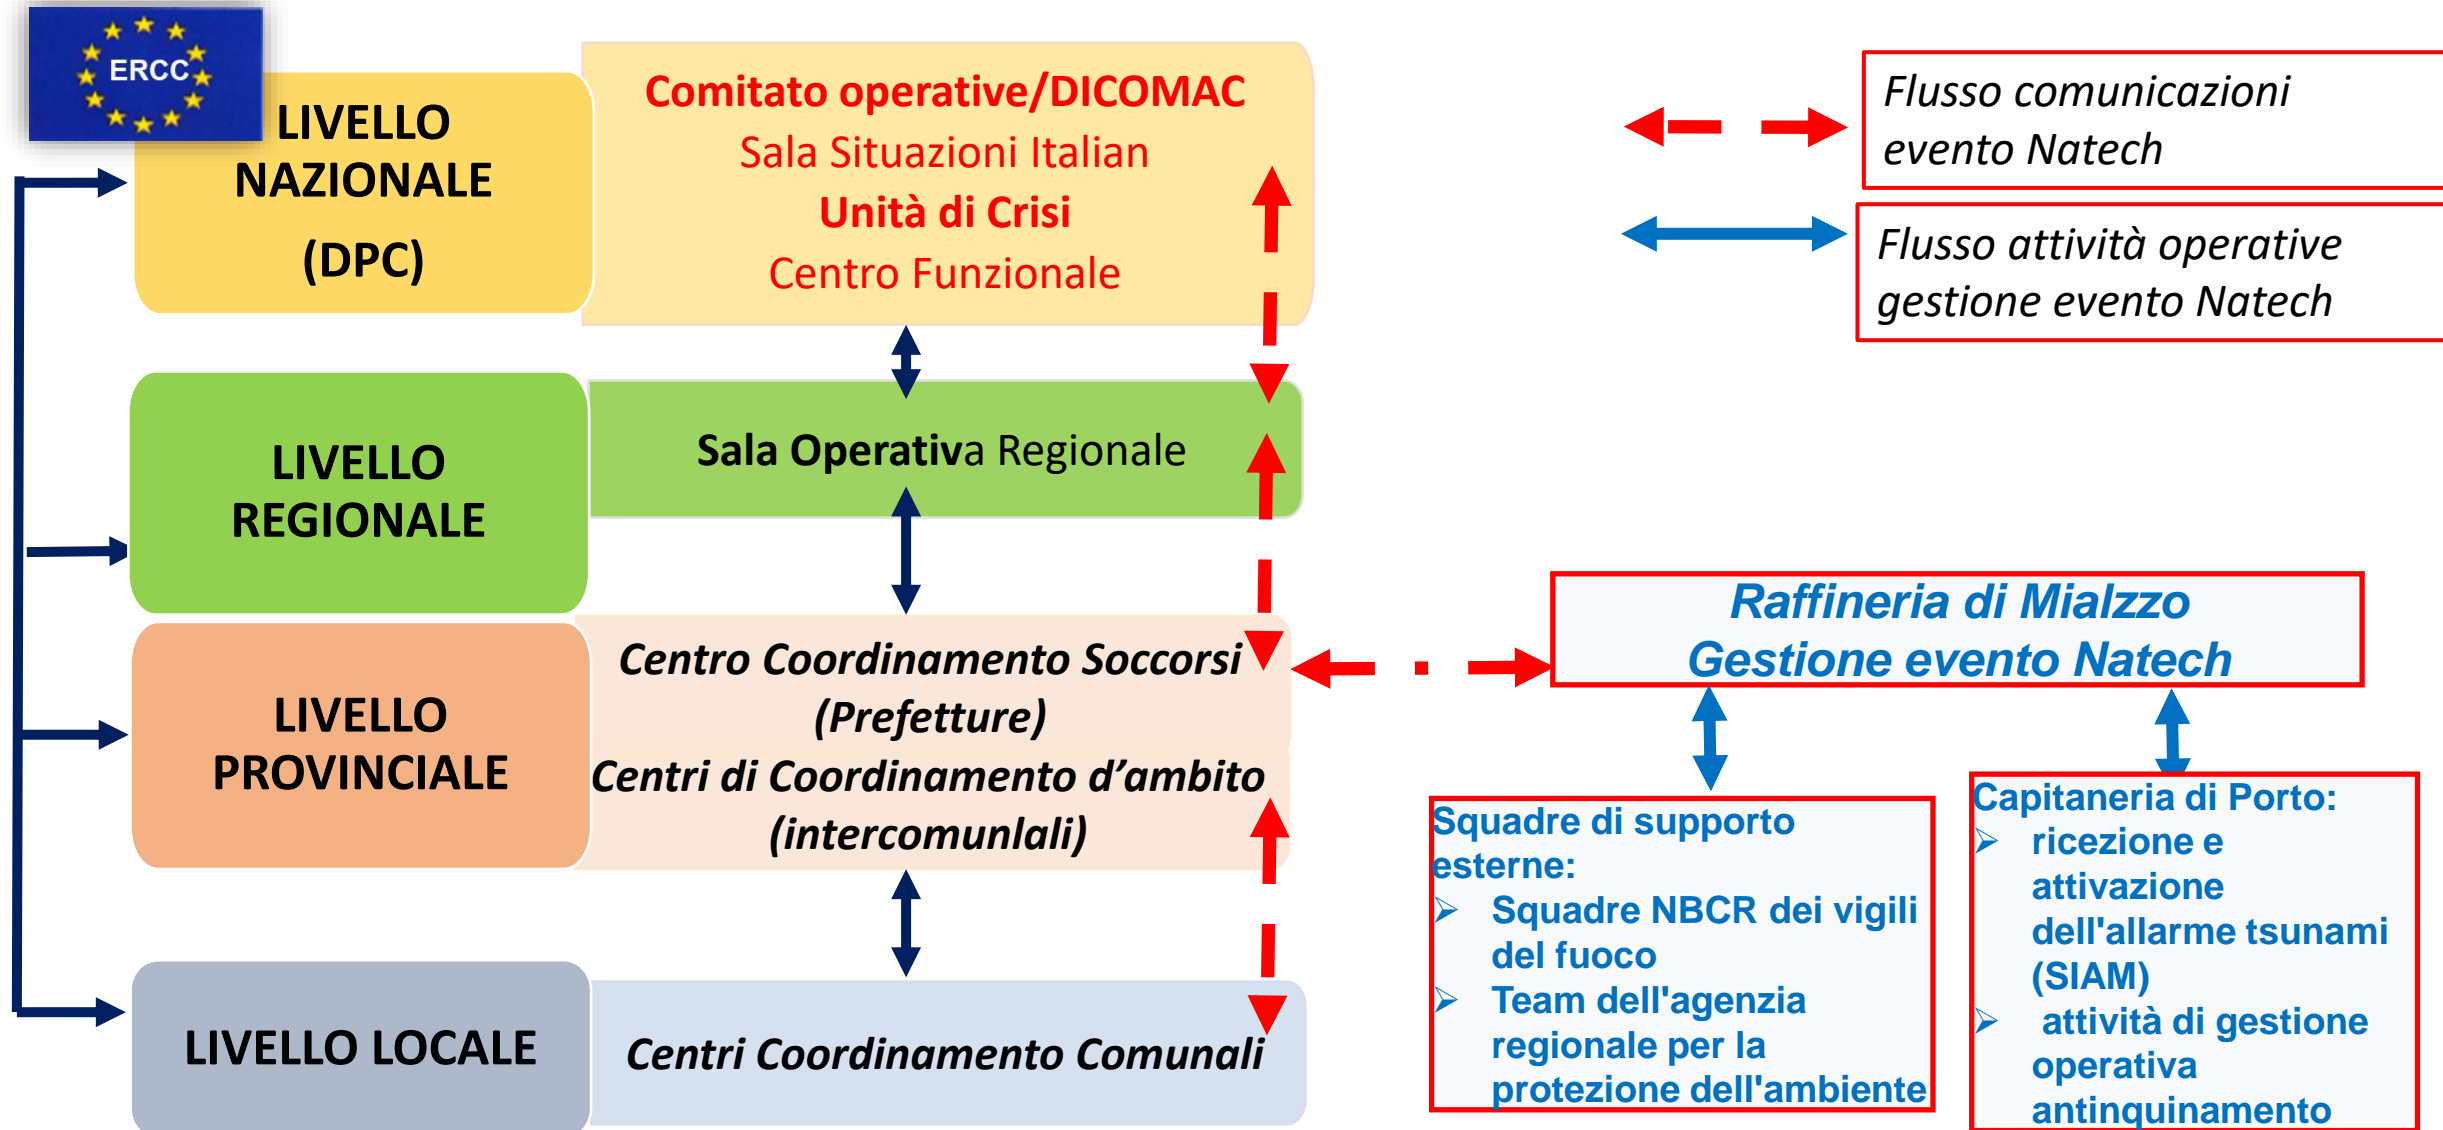 ERCC
LIVELLO
NAZIONALE
(DPC)
Comitato operative/DICOMAC
Sala Situazioni Italian
Unità di Crisi
Centro Funzionale
Flusso comunicazioni
evento Natech
Flusso attività operative
gestione evento Natech
LIVELLO
REGIONALE
Sala Operativa Regionale
LIVELLO
PROVINCIALE
Centro Coordinamento Soccorsi
(Prefetture)
Centri di Coordinamento d’ambito
(intercomunlali)
Raffineria di Mialzzo
Gestione evento Natech
LIVELLO LOCALE
Centri Coordinamento Comunali
Squadre di supporto
esterne:
➢ Squadre NBCR dei vigili
del fuoco
➢ Team dell'agenzia
regionale per la
protezione dell'ambiente
Capitaneria di Porto:
➢ ricezione e
attivazione
dell'allarme tsunami
(SIAM)
➢ attività di gestione
operativa
antinquinamento